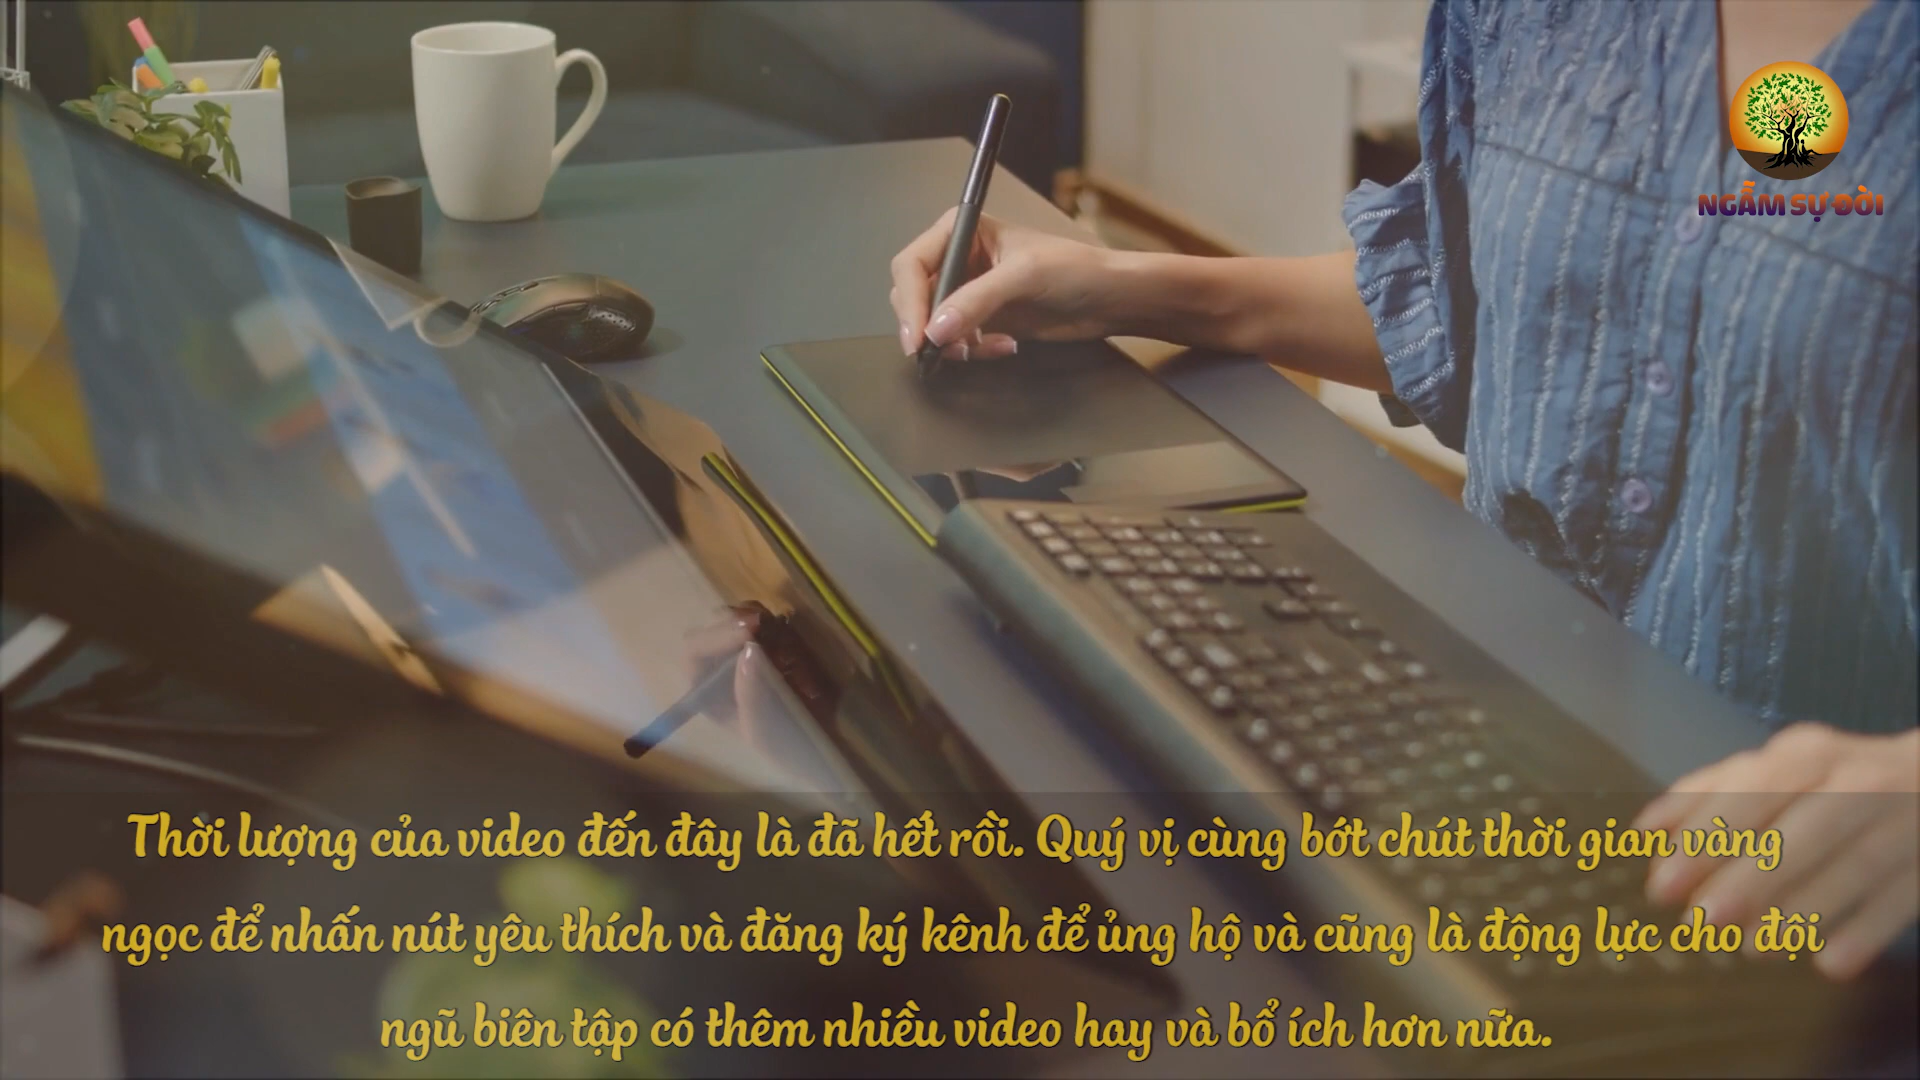 NGẪM SỰ ĐỜI
Thời lượng của video đến đây là đã hết rồi. Quý vị cùng bớt chút thời gian vàng
ngọc để nhấn nút yêu thích và đăng ký kênh để ủng hộ và cũng là động lực cho đội
ngũ biên tập có thêm nhiều video hay và bổ ích hơn nữa.